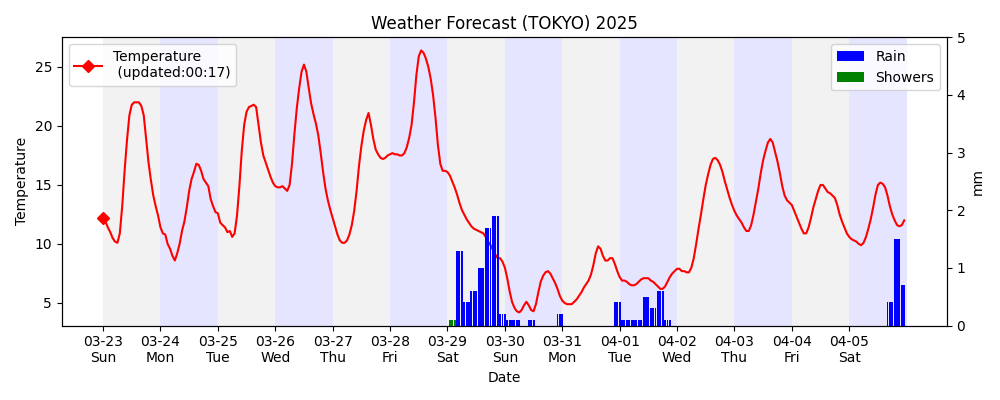 Weather Forecast (TOKYO) 2025
Temperature
(updated:00:17)
Rain
Showers
Temperature
25
20
15
10
5
5
4
3
2
1
0
mm
03-23 03-24 03-25 03-26 03-27 03-28 03-29 03-30 03-31 04-01 04-02 04-03 04-04 04-05
Sun Mon Tue Wed Thu Fri Sat Sun Mon Tue Wed Thu Fri Sat
Date